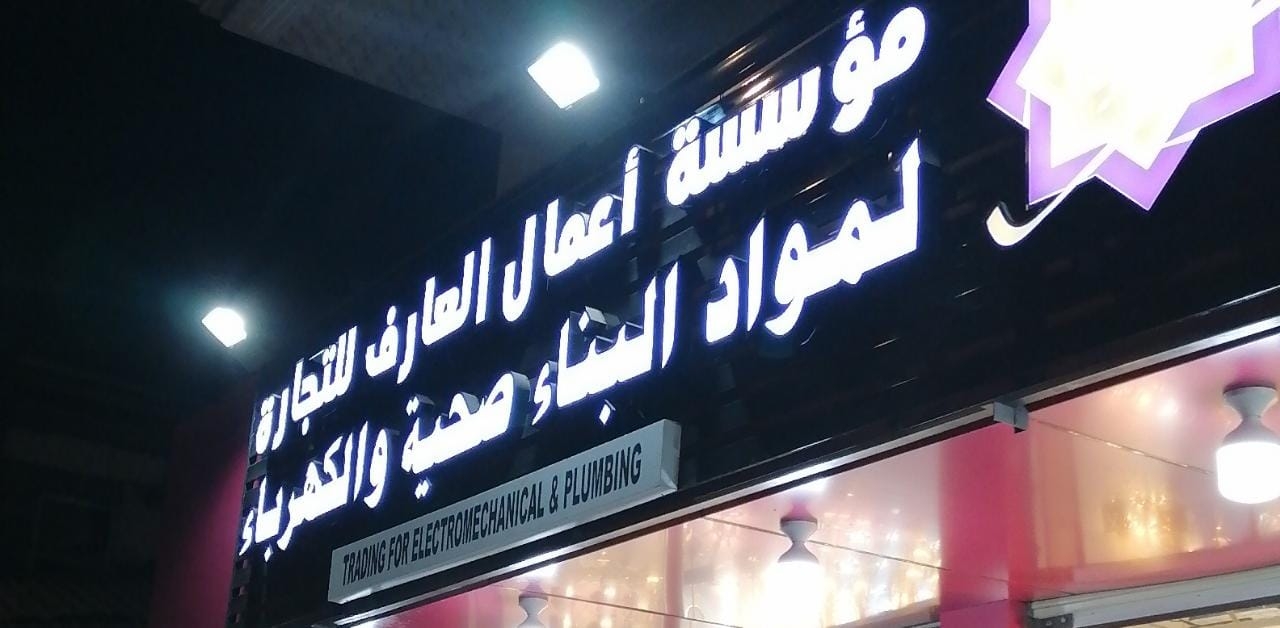 مؤسسة أعمال العارف للتجارة
لمواد البناء صحية والكهرباء
TRADING FOR ELECTROMECHANICAL & PLUMBING